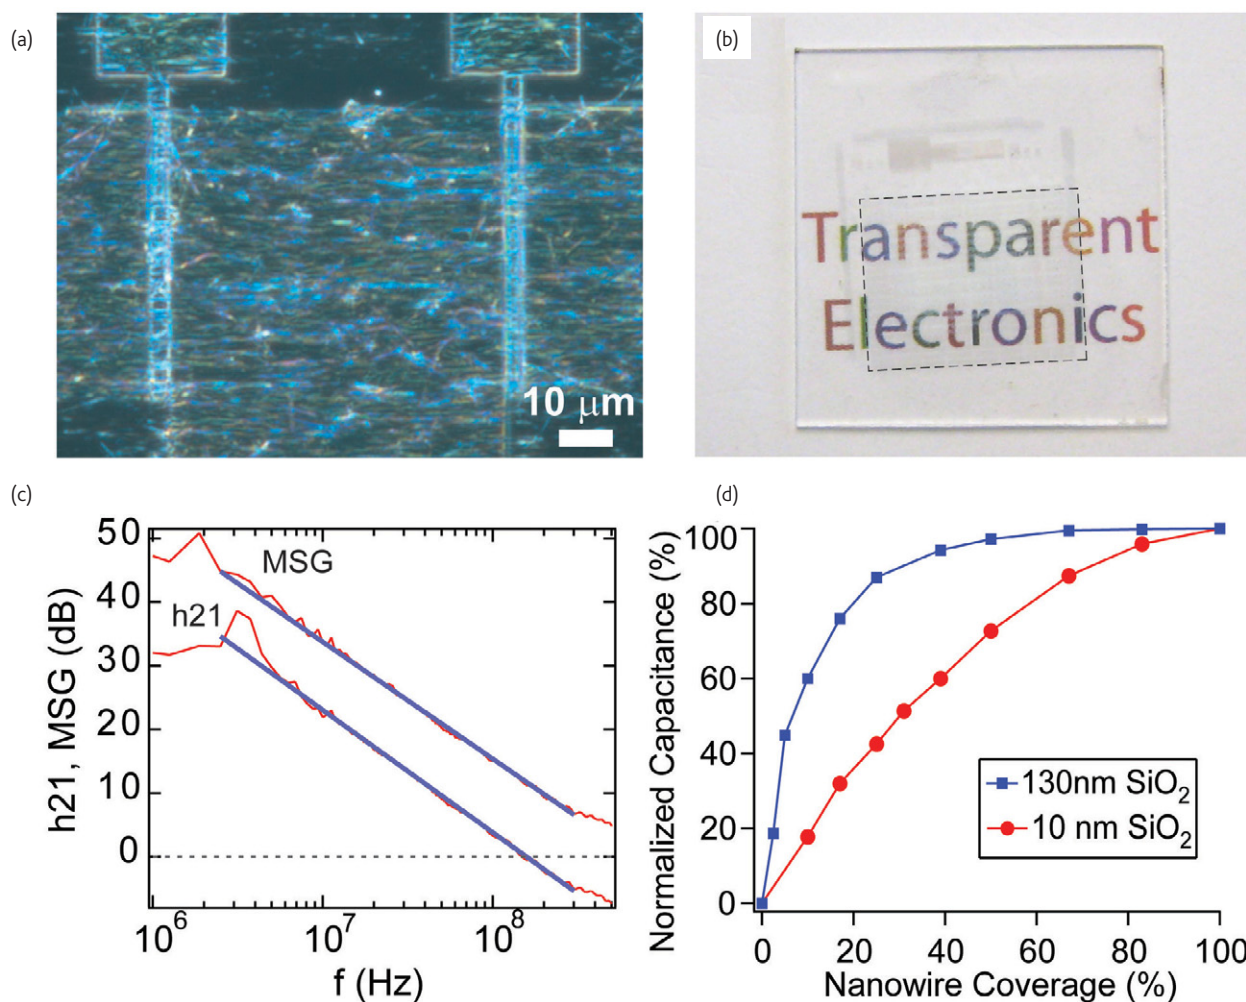 (a)
10 μm
(b)
Transparent
Electronics
(c)
h21, MSG (dB)
50
40
30
20
10
0
MSG
h21
10⁶ 10⁷ 10⁸
f (Hz)
(d)
Normalized Capacitance (%)
100
80
60
40
20
0
130nm SiO₂
10 nm SiO₂
0 20 40 60 80 100
Nanowire Coverage (%)